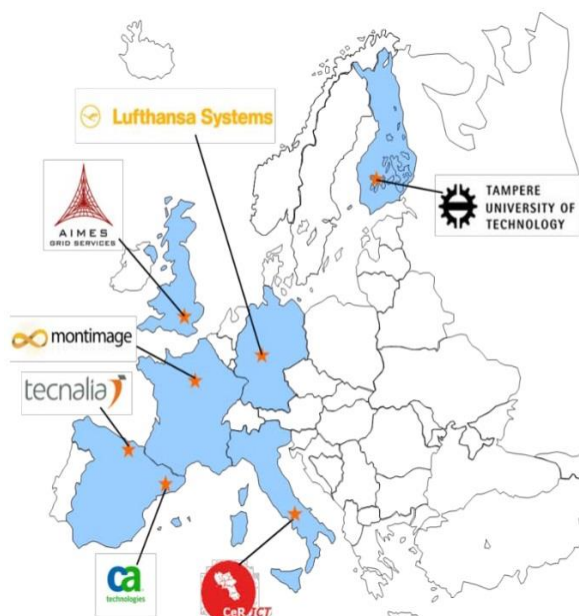 Lufthansa Systems
AIMES
GRID SERVICES
TAMPERE
UNIVERSITY OF
TECHNOLOGY
montimage
tecnalia
ca
technologies
CeRICT